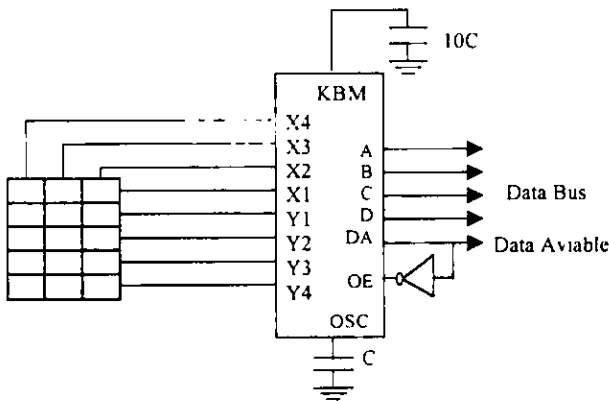 10C
KBM
X4
X3
X2
X1
Y1
Y2
Y3
Y4
A
B
C
D
DA
OE
OSC
Data Bus
Data Aviable
C